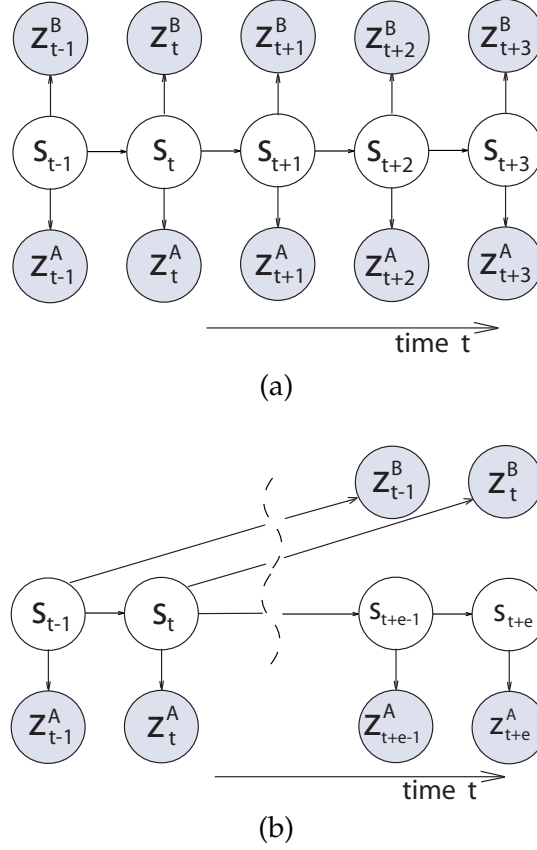 Z^B_{t-1} Z^B_t Z^B_{t+1} Z^B_{t+2} Z^B_{t+3}
S_{t-1} S_t S_{t+1} S_{t+2} S_{t+3}
Z^A_{t-1} Z^A_t Z^A_{t+1} Z^A_{t+2} Z^A_{t+3}
time t
(a)
Z^B_{t-1} Z^B_t
S_{t-1} S_t S_{t+e-1} S_{t+e}
Z^A_{t-1} Z^A_t Z^A_{t+e-1} Z^A_{t+e}
time t
(b)